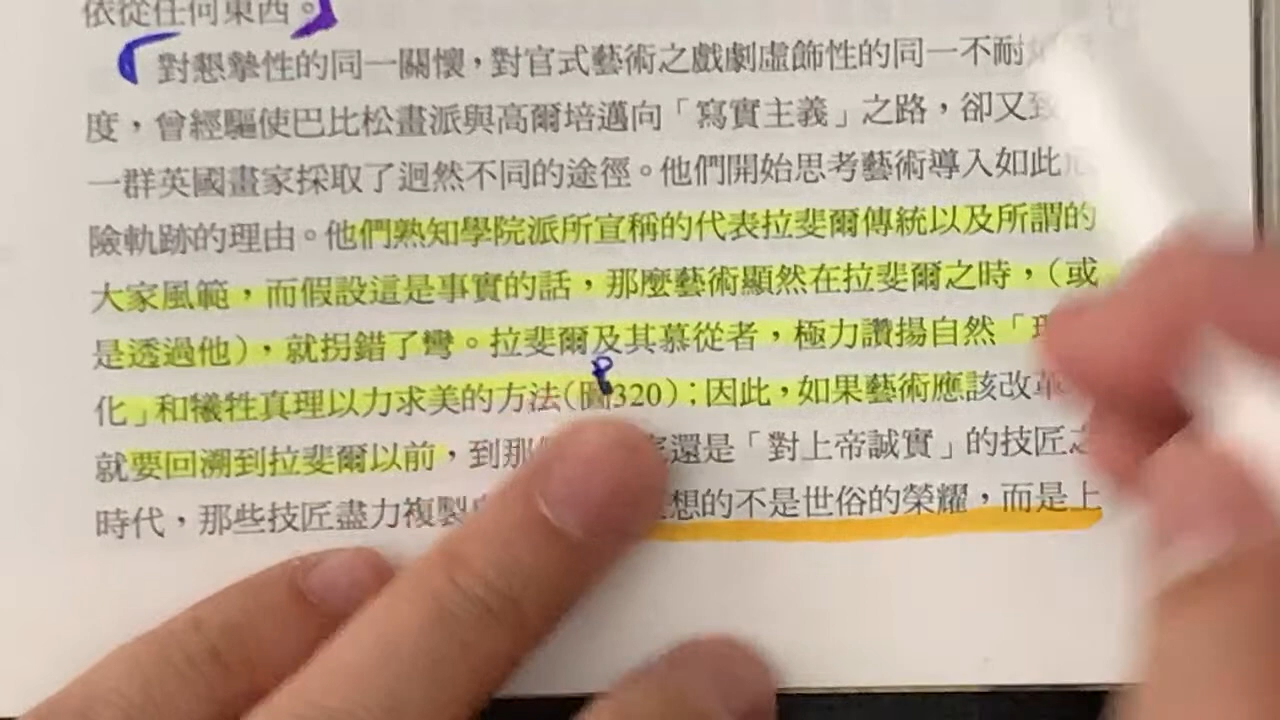 依從任何東西。
對懇摯性的同一關懷，對官式藝術之戲劇虛飾性的同一不耐
度，曾經驅使巴比松畫派與高爾培邁向「寫實主義」之路，卻又致
一群英國畫家採取了迥然不同的途徑。他們開始思考藝術導入如此
險軌跡的理由。他們熟知學院派所宣稱的代表拉斐爾傳統以及所謂的
大家風範，而假設這是事實的話，那麼藝術顯然在拉斐爾之時，（或
是透過他），就拐錯了彎。拉斐爾及其慕從者，極力讚揚自然「
化」和犧牲真理以力求美的方法（圖320）；因此，如果藝術應該改革
就要回溯到拉斐爾以前，到那 還是「對上帝誠實」的技匠之
時代，那些技匠盡力複製 想的不是世俗的榮耀，而是上